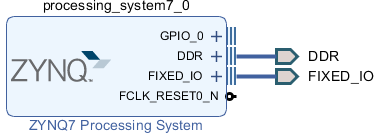 processing_system7_0
GPIO_0
DDR
DDR
ZYNQ
FIXED_IO
FIXED_IO
FCLK_RESET0_N
ZYNQ7 Processing System